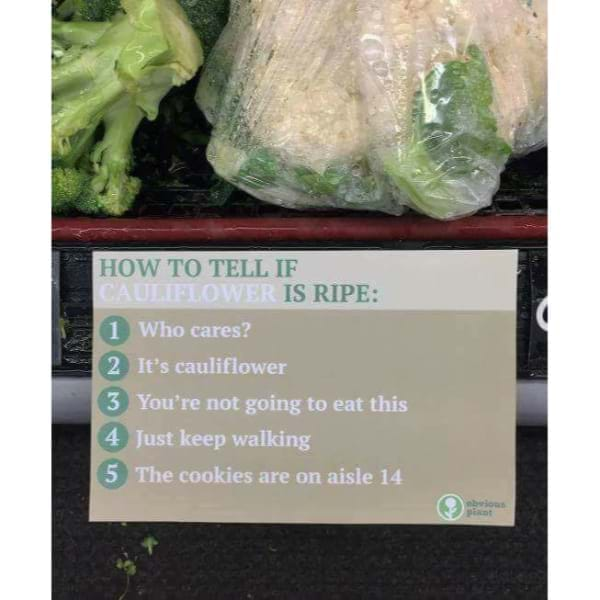 HOW TO TELL IF
CAULIFLOWER IS RIPE:
1 Who cares?
2 It's cauliflower
3 You're not going to eat this
4 Just keep walking
5 The cookies are on aisle 14
obvious
plant